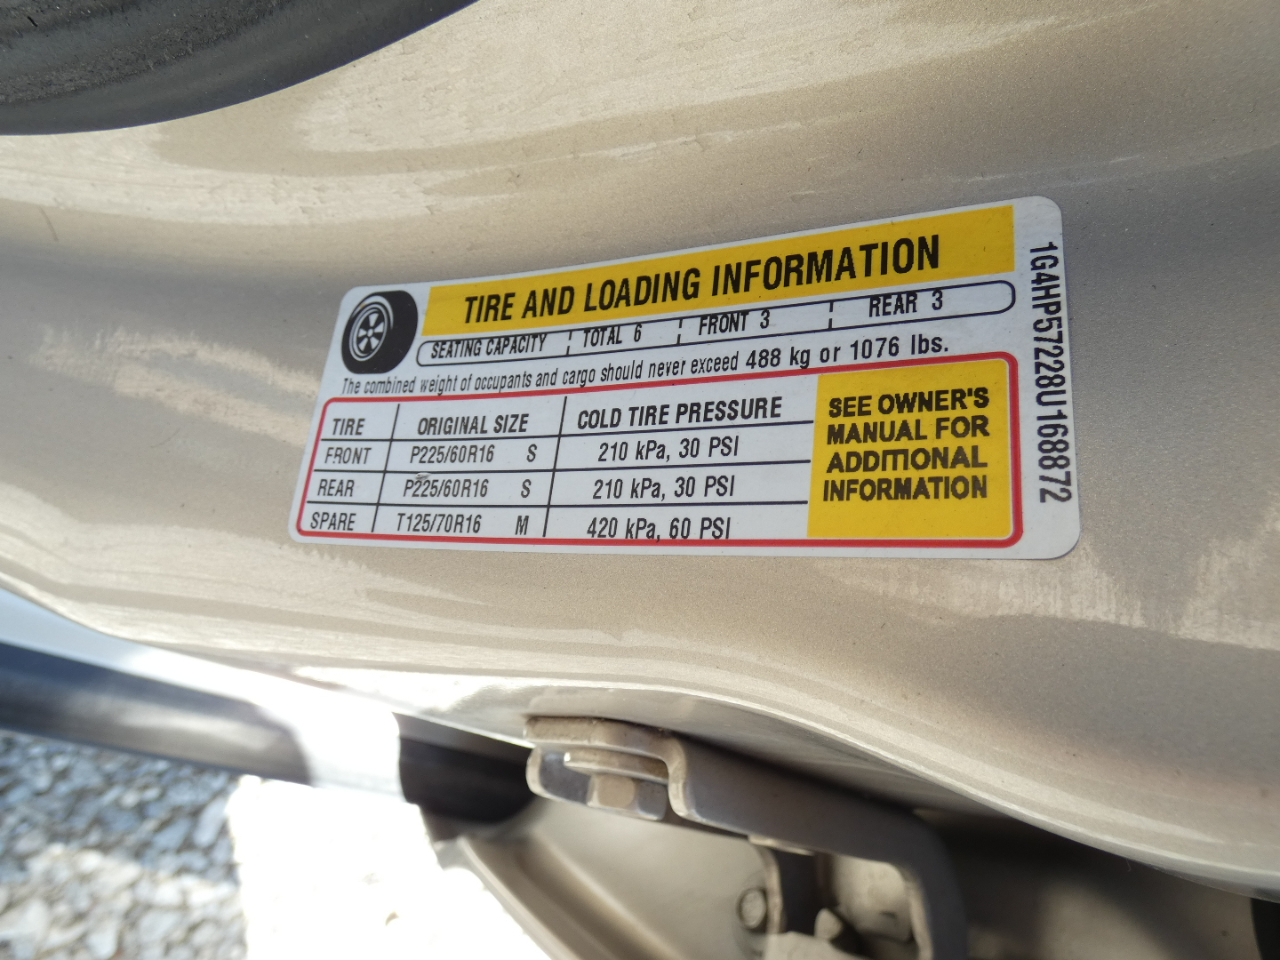 TIRE AND LOADING INFORMATION
SEATING CAPACITY TOTAL 6 FRONT 3 REAR 3
The combined weight of occupants and cargo should never exceed 488 kg or 1076 lbs.
TIRE ORIGINAL SIZE COLD TIRE PRESSURE
FRONT P225/60R16 S 210 kPa, 30 PSI
REAR P225/60R16 S 210 kPa, 30 PSI
SPARE T125/70R16 M 420 kPa, 60 PSI
SEE OWNER'S
MANUAL FOR
ADDITIONAL
INFORMATION
1G4HP57228U168872